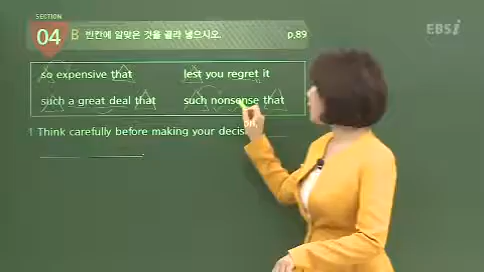 SECTION
04 B 빈칸에 알맞은 것을 골라 넣으시오. p.89
EBSi
so expensive that lest you regret it
such a great deal that such nonsense that
1 Think carefully before making your decision,